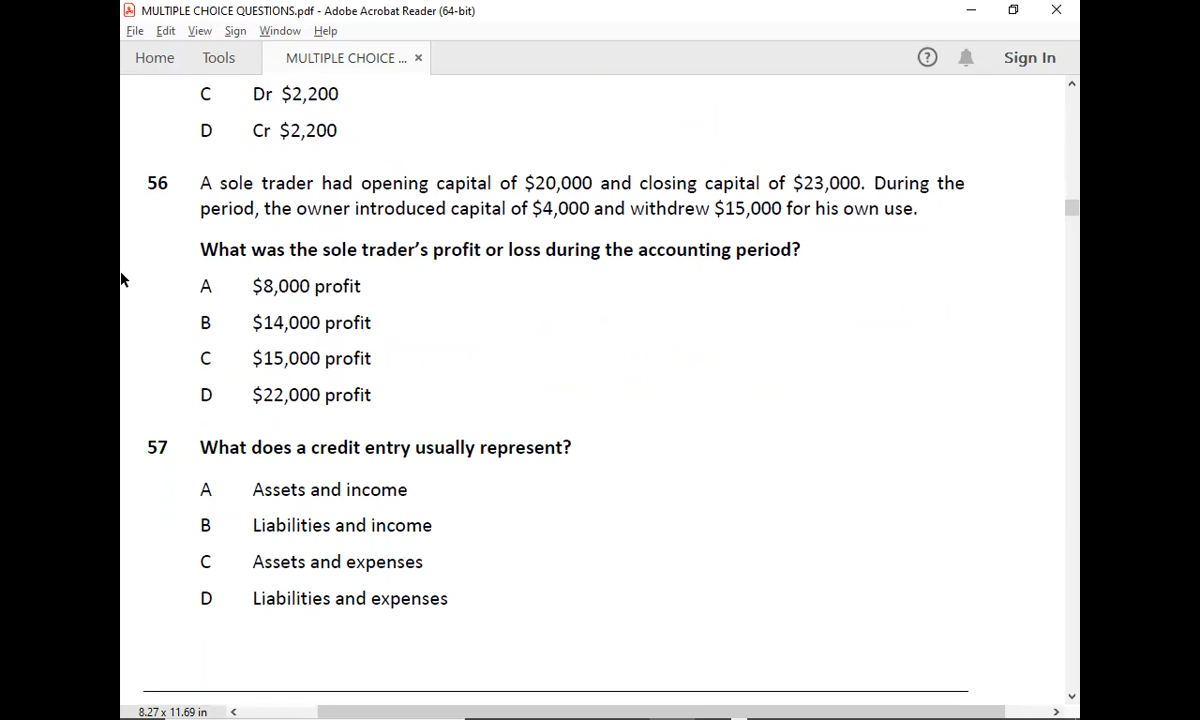 MULTIPLE CHOICE QUESTIONS.pdf - Adobe Acrobat Reader (64-bit)
File Edit View Sign Window Help
Home Tools MULTIPLE CHOICE ... × Sign In
C Dr $2,200
D Cr $2,200
56 A sole trader had opening capital of $20,000 and closing capital of $23,000. During the
period, the owner introduced capital of $4,000 and withdrew $15,000 for his own use.
What was the sole trader’s profit or loss during the accounting period?
A $8,000 profit
B $14,000 profit
C $15,000 profit
D $22,000 profit
57 What does a credit entry usually represent?
A Assets and income
B Liabilities and income
C Assets and expenses
D Liabilities and expenses
8.27 x 11.69 in